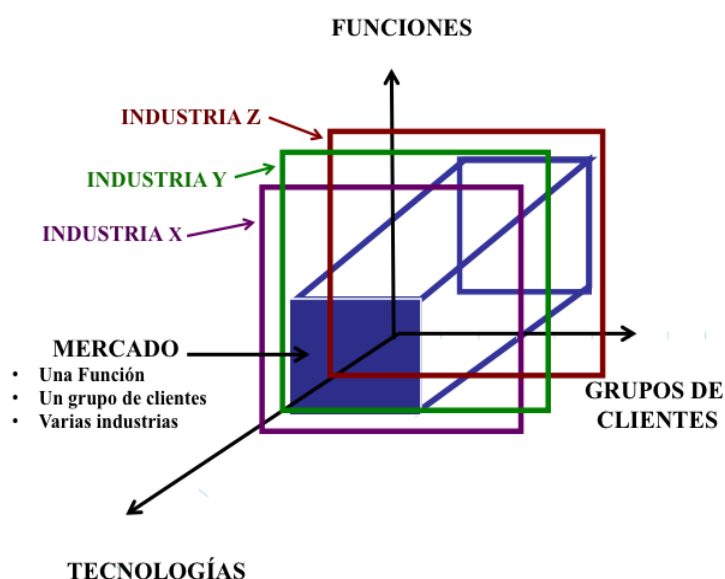 FUNCIONES
INDUSTRIA Z
INDUSTRIA Y
INDUSTRIA X
MERCADO
• Una Función
• Un grupo de clientes
• Varias industrias
GRUPOS DE
CLIENTES
TECNOLOGÍAS